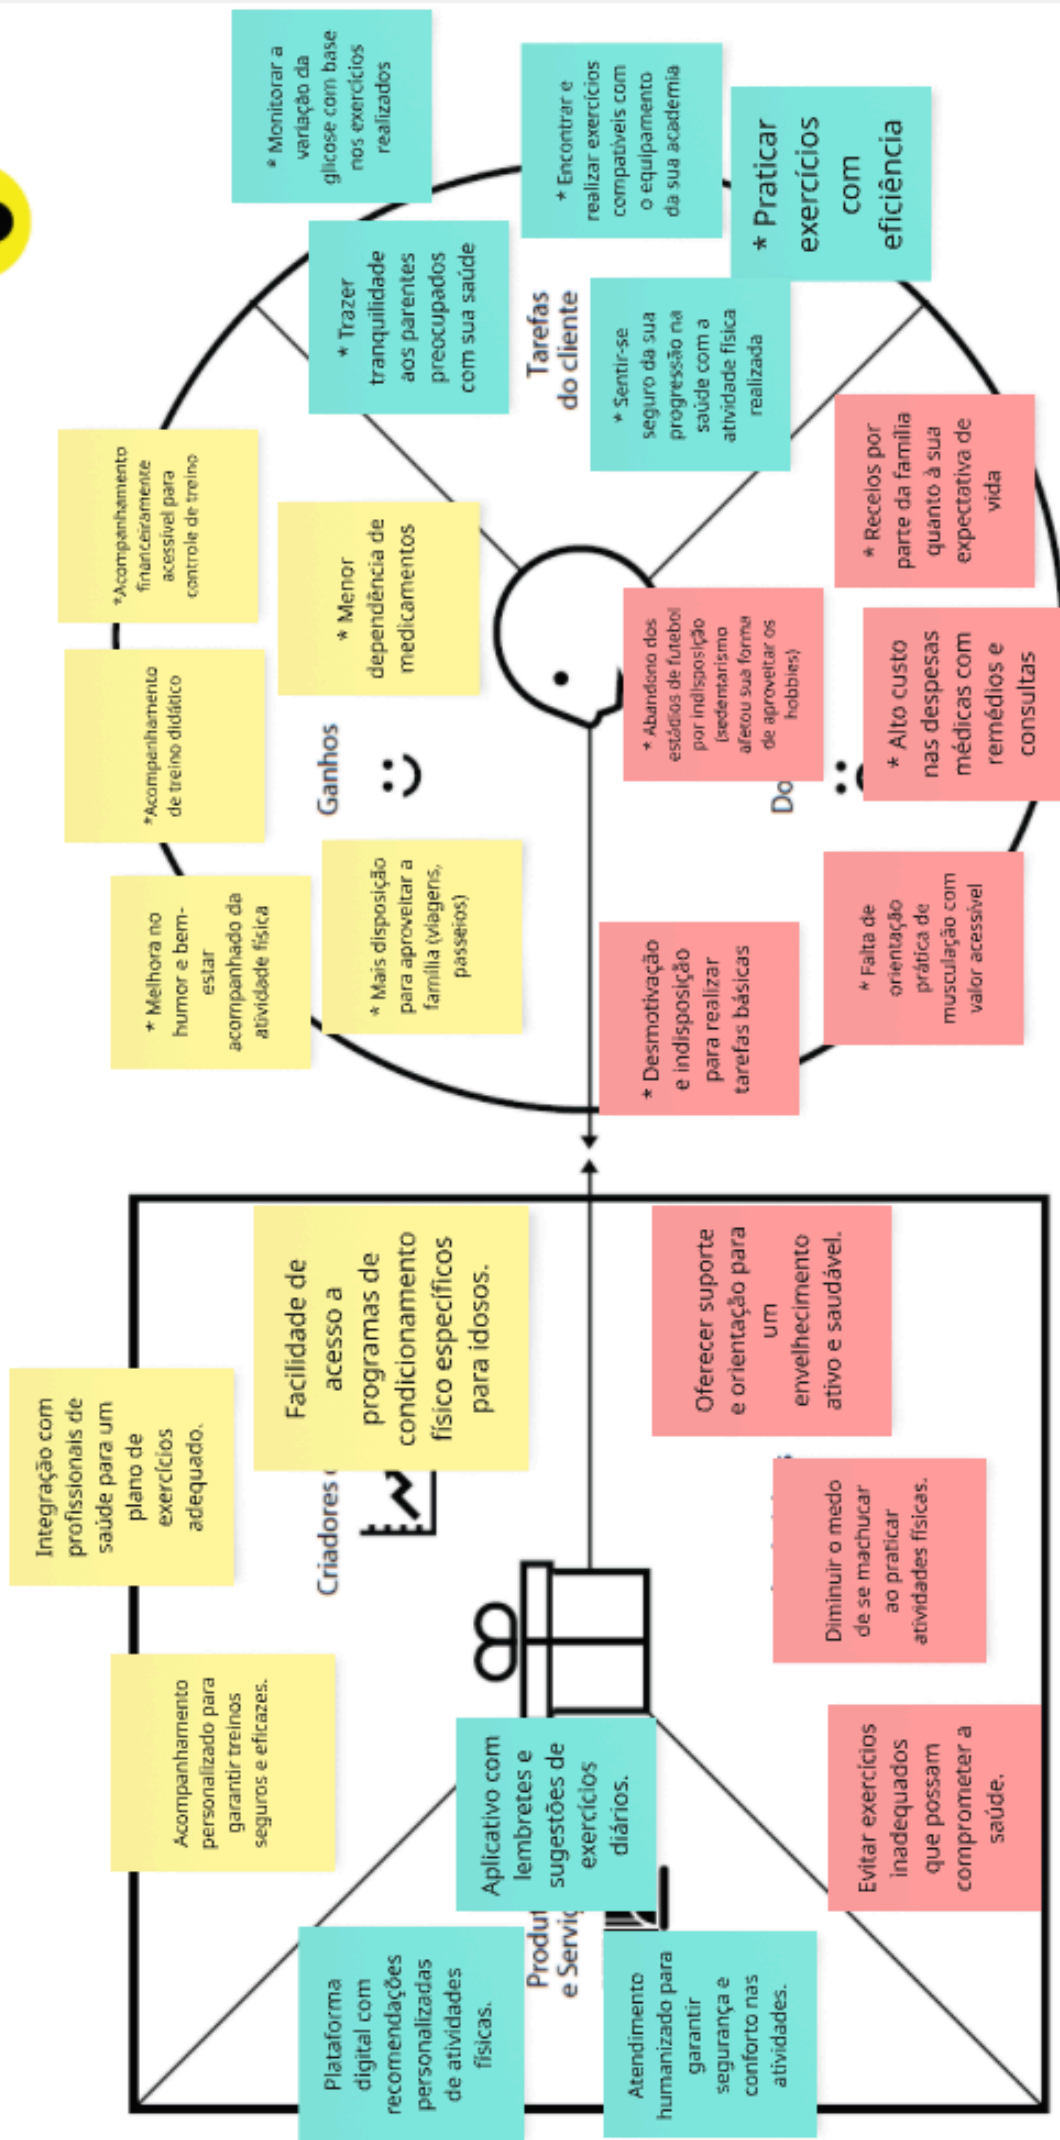 Plataforma
digital com
recomendações
personalizadas
de atividades
físicas.
Produ
e Serviç
Atendimento
humanizado para
garantir
segurança e
conforto nas
atividades.
Aplicativo com
lembretes e
sugestões de
exercícios
diários.
Acompanhamento
personalizado para
garantir treinos
seguros e eficazes.
Integração com
profissionais de
saúde para um
plano de
exercícios
adequado.
Criadores
Facilidade de
acesso a
programas de
condicionamento
físico específicos
para idosos.
Evitar exercícios
inadequados
que possam
comprometer a
saúde.
Diminuir o medo
de se machucar
ao praticar
atividades físicas.
Oferecer suporte
e orientação para
um
envelhecimento
ativo e saudável.
* Melhora no
humor e bem-
estar
acompanhado da
atividade física
* Mais disposição
para aproveitar a
família (viagens,
passeios)
*Acompanhamento
de treino didático
Ganhos
*Acompanhamento
financeiramente
acessível para
controle de treino
* Menor
dependência de
medicamentos
* Trazer
tranquilidade
aos parentes
preocupados
com sua saúde
* Monitorar a
variação da
glicose com base
nos exercícios
realizados
Tarefas
do cliente
* Encontrar e
realizar exercícios
compatíveis com
o equipamento
da sua academia
* Sentir-se
seguro da sua
progressão na
saúde com a
atividade física
realizada
* Praticar
exercícios
com
eficiência
* Desmotivação
e indisposição
para realizar
tarefas básicas
* Falta de
orientação
prática de
musculação com
valor acessível
Do
* Abandono dos
estádios de futebol
por indisposição
(sedentarismo
afetou sua forma
de aproveitar os
hobbies)
* Alto custo
nas despesas
médicas com
remédios e
consultas
* Receios por
parte da família
quanto à sua
expectativa de
vida